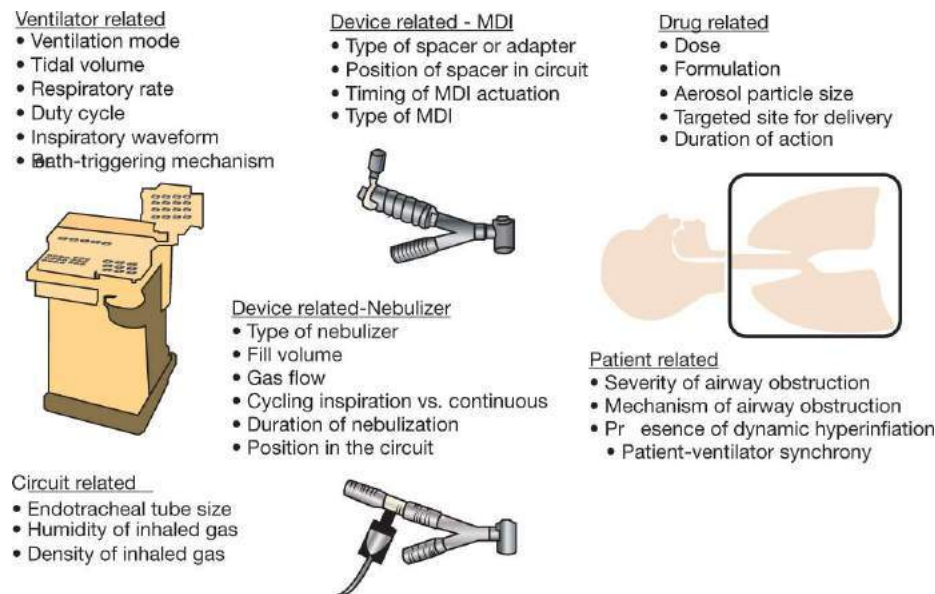 Ventilator related
• Ventilation mode
• Tidal volume
• Respiratory rate
• Duty cycle
• Inspiratory waveform
• Breath-triggering mechanism
Device related - MDI
• Type of spacer or adapter
• Position of spacer in circuit
• Timing of MDI actuation
• Type of MDI
Drug related
• Dose
• Formulation
• Aerosol particle size
• Targeted site for delivery
• Duration of action
Device related-Nebulizer
• Type of nebulizer
• Fill volume
• Gas flow
• Cycling inspiration vs. continuous
• Duration of nebulization
• Position in the circuit
Patient related
• Severity of airway obstruction
• Mechanism of airway obstruction
• Pr esence of dynamic hyperinfiation
• Patient-ventilator synchrony
Circuit related
• Endotracheal tube size
• Humidity of inhaled gas
• Density of inhaled gas